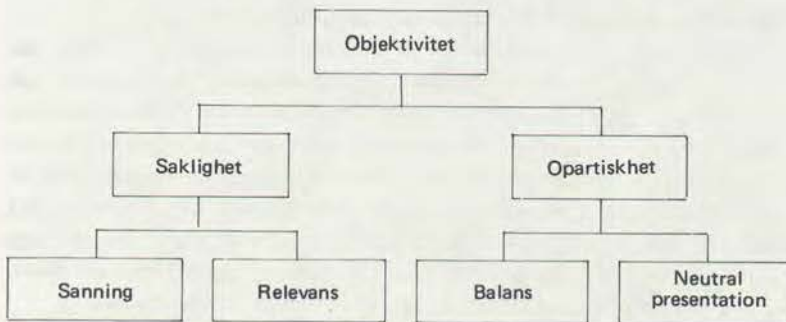 Objektivitet
Saklighet
Opartiskhet
Sanning
Relevans
Balans
Neutral
presentation